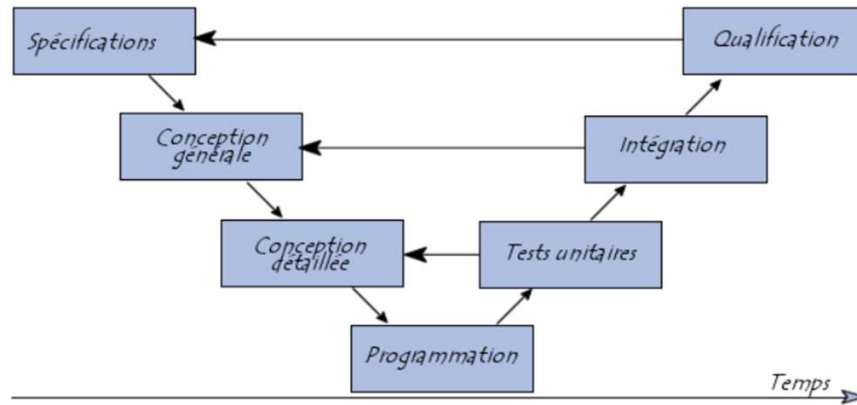 Spécifications
Qualification
Conception
générale
Intégration
Conception
détaillée
Tests unitaires
Programmation
Temps